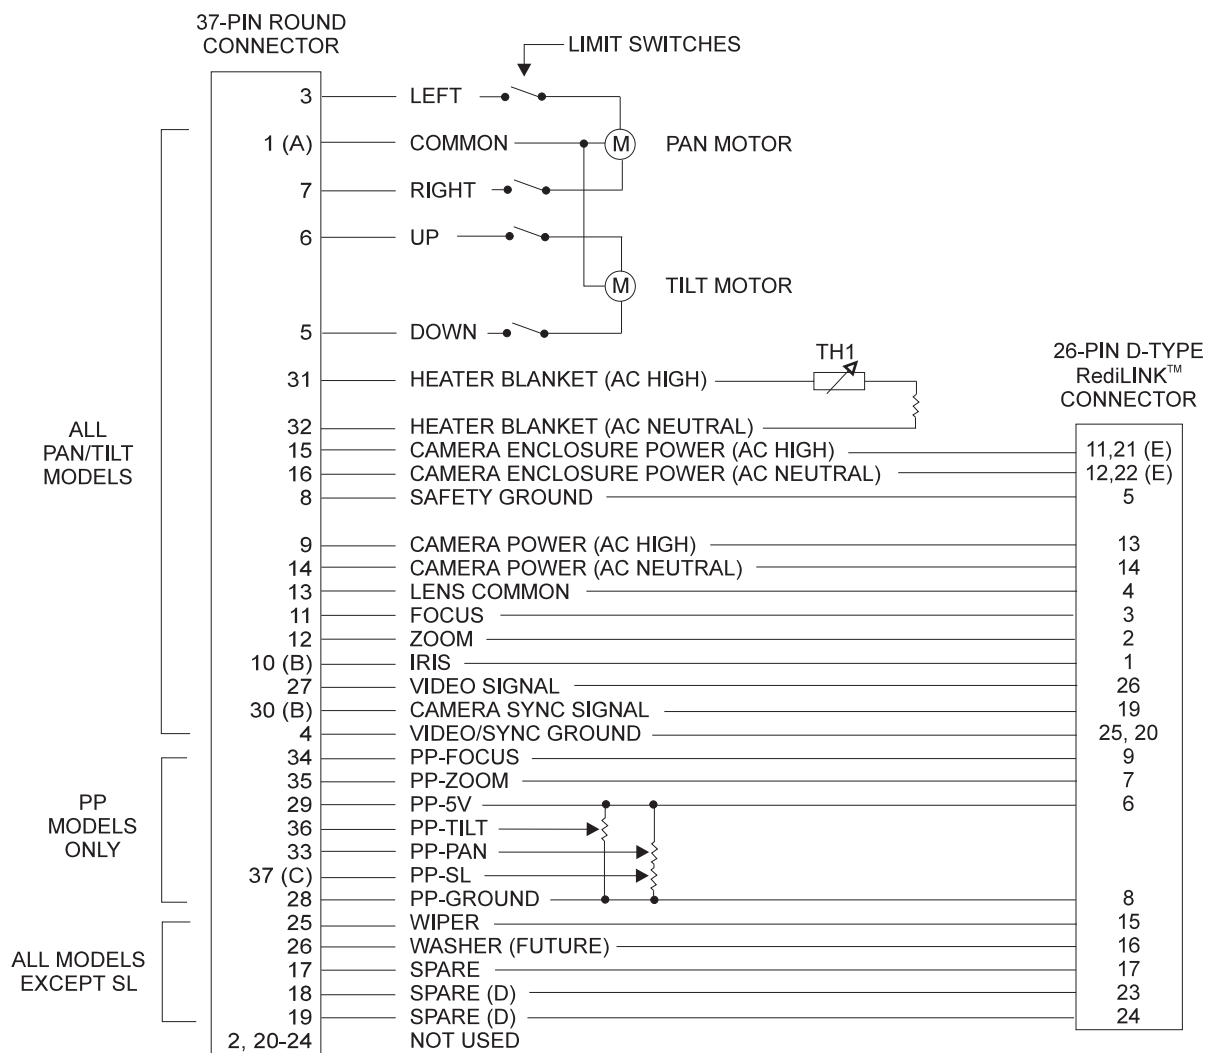 37-PIN ROUND
CONNECTOR
LIMIT SWITCHES
3 LEFT
1 (A) COMMON M PAN MOTOR
7 RIGHT
6 UP
M TILT MOTOR
5 DOWN
TH1
26-PIN D-TYPE
RediLINK™
CONNECTOR
31 HEATER BLANKET (AC HIGH)
32 HEATER BLANKET (AC NEUTRAL)
ALL
PAN/TILT
MODELS
15 CAMERA ENCLOSURE POWER (AC HIGH) 11,21 (E)
16 CAMERA ENCLOSURE POWER (AC NEUTRAL) 12,22 (E)
8 SAFETY GROUND 5
9 CAMERA POWER (AC HIGH) 13
14 CAMERA POWER (AC NEUTRAL) 14
13 LENS COMMON 4
11 FOCUS 3
12 ZOOM 2
10 (B) IRIS 1
27 VIDEO SIGNAL 26
30 (B) CAMERA SYNC SIGNAL 19
4 VIDEO/SYNC GROUND 25, 20
PP
MODELS
ONLY
34 PP-FOCUS 9
35 PP-ZOOM 7
29 PP-5V 6
36 PP-TILT
33 PP-PAN
37 (C) PP-SL
28 PP-GROUND 8
ALL MODELS
EXCEPT SL
25 WIPER 15
26 WASHER (FUTURE) 16
17 SPARE 17
18 SPARE (D) 23
19 SPARE (D) 24
2, 20-24 NOT USED